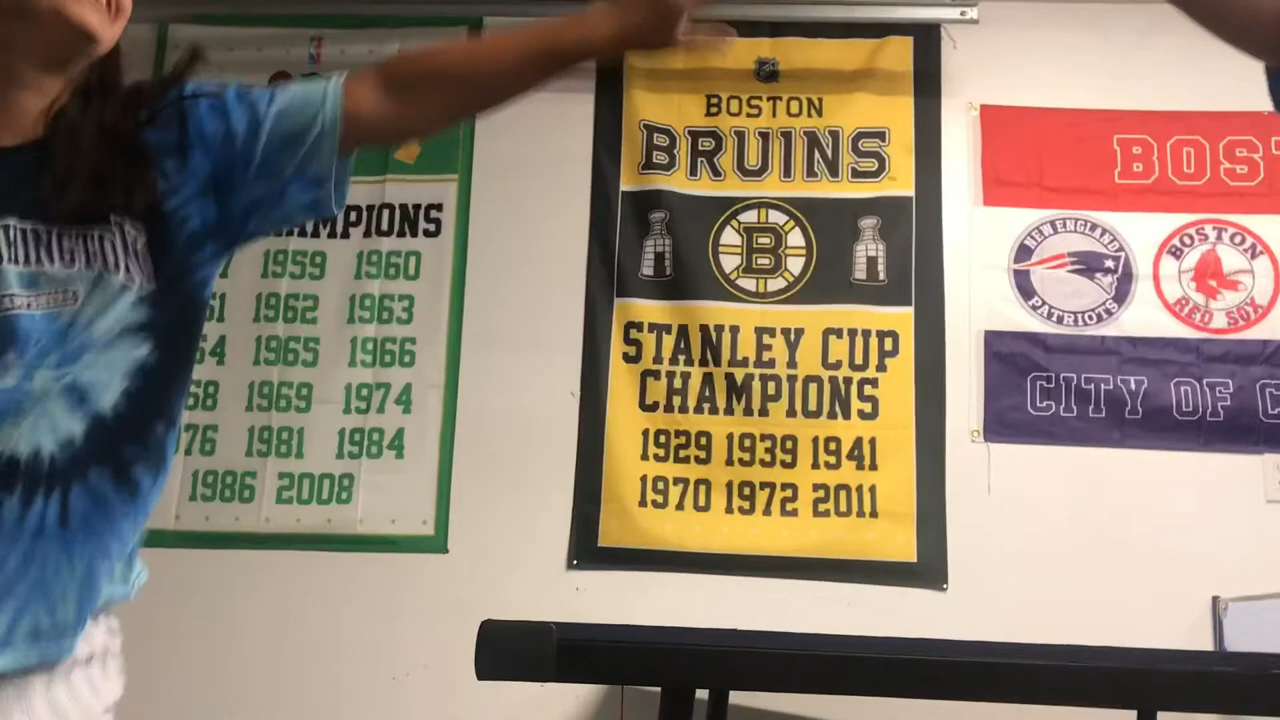 CHAMPIONS
1959 1960
1962 1963
1965 1966
1969 1974
1981 1984
1986 2008
BOSTON
BRUINS
B
STANLEY CUP
CHAMPIONS
1929 1939 1941
1970 1972 2011
NEW ENGLAND
PATRIOTS
BOSTON
RED SOX
CITY OF